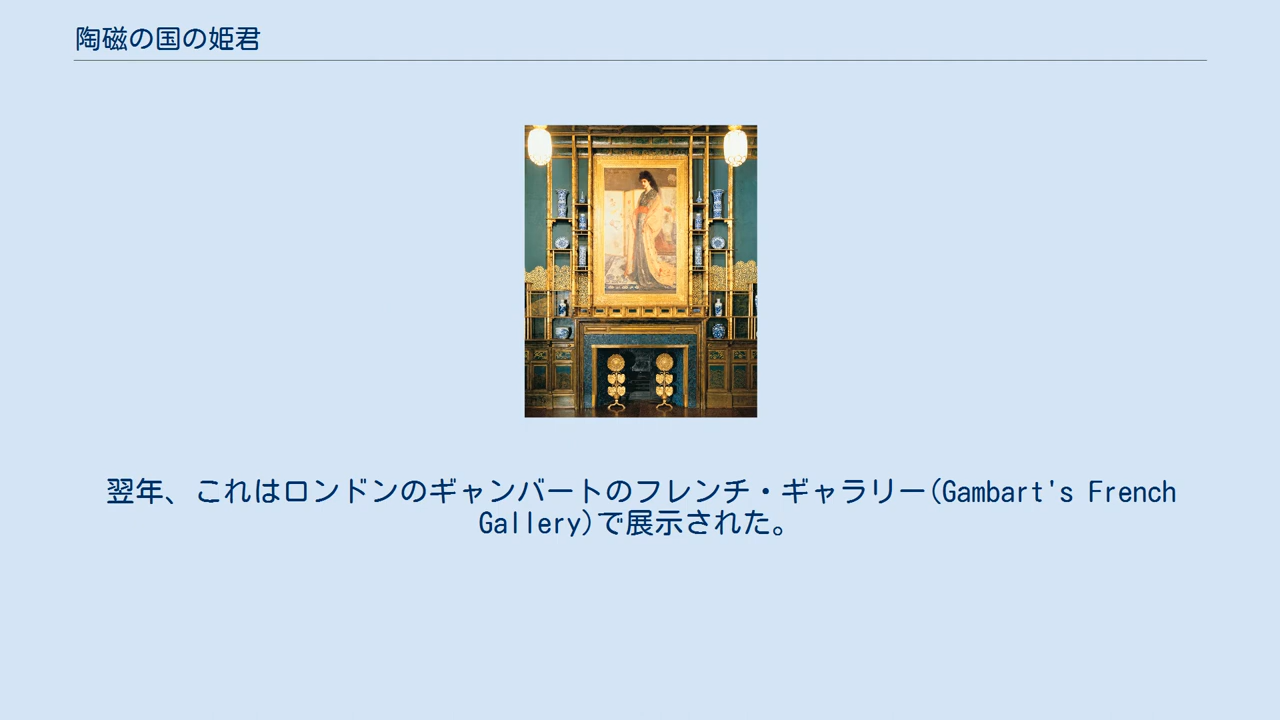 陶磁の国の姫君
翌年、これはロンドンのギャンバートのフレンチ・ギャラリー(Gambart's French
Gallery)で展示された。